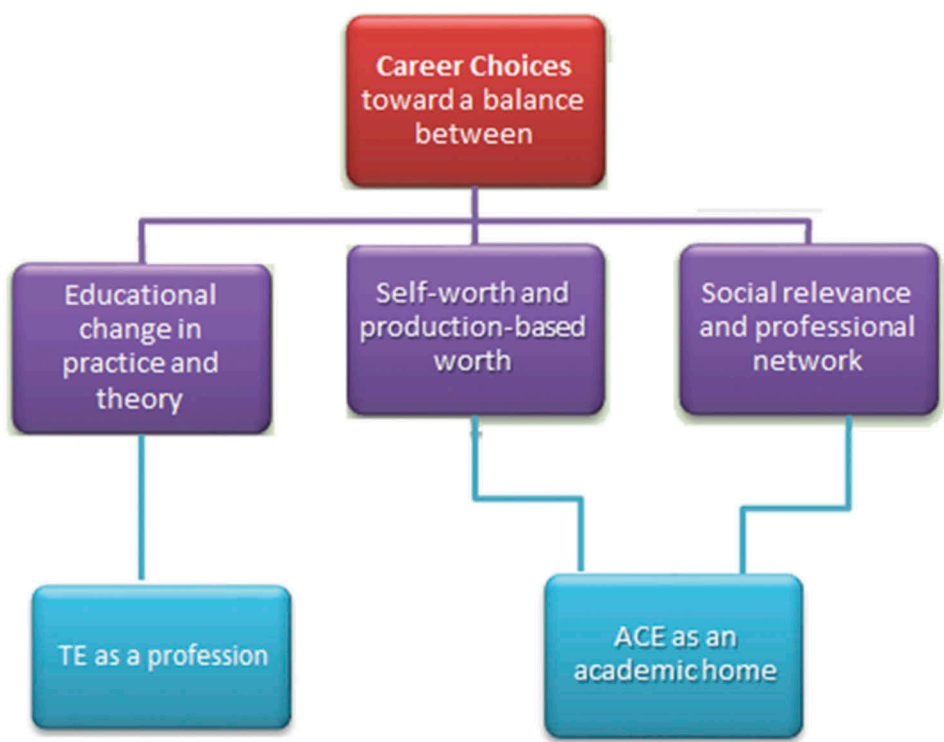 Career Choices
toward a balance
between
Educational
change in
practice and
theory
Self-worth and
production-based
worth
Social relevance
and professional
network
TE as a profession
ACE as an
academic home